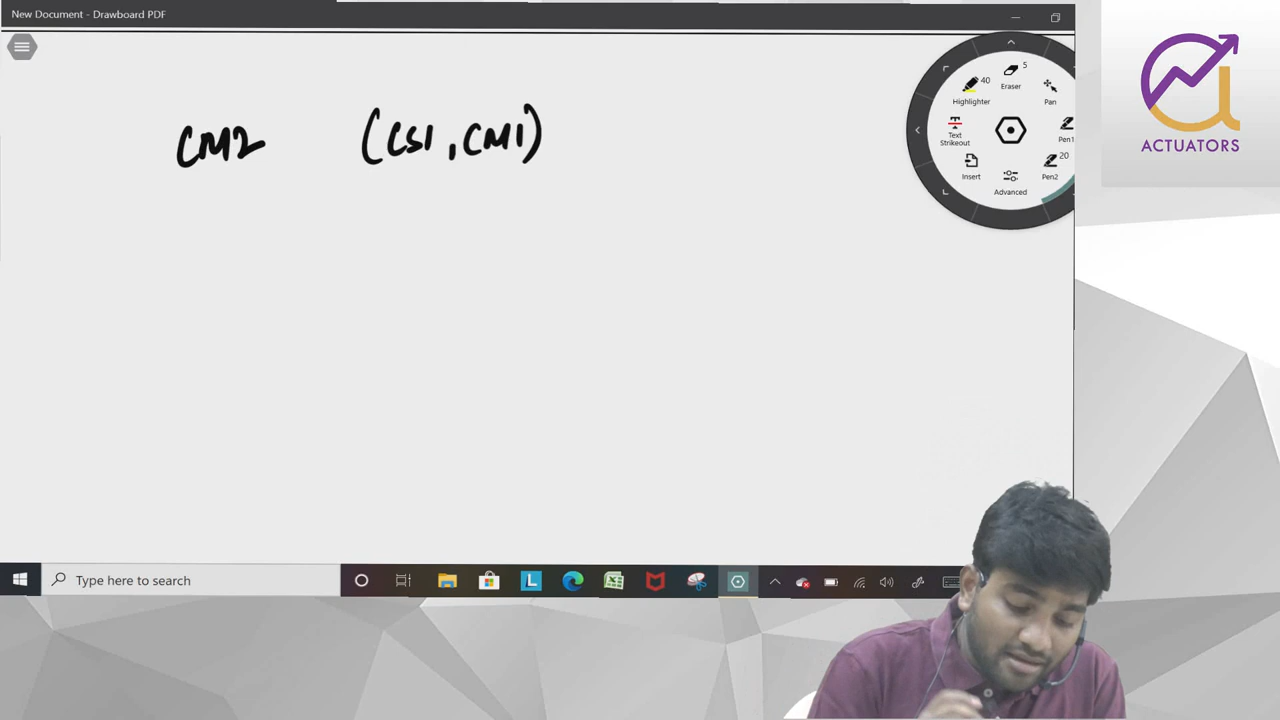 New Document - Drawboard PDF
CM2 (CS1, CM1)
5
Eraser
40
Highlighter
Pan
Text
Strikeout
Pen1
Insert
20
Pen2
Advanced
ACTUATORS
Type here to search